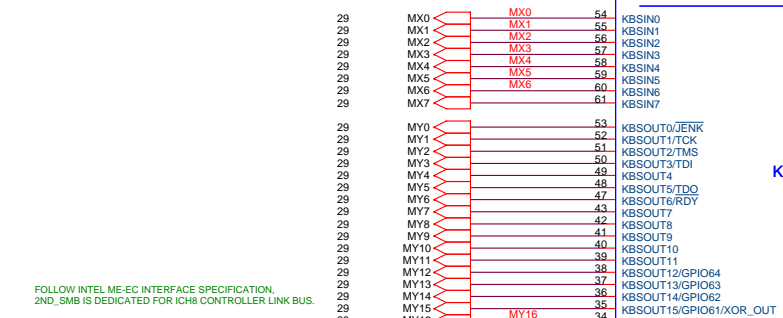 29 MX0 MX0 54 KBSIN0
29 MX1 MX1 55 KBSIN1
29 MX2 MX2 56 KBSIN2
29 MX3 MX3 57 KBSIN3
29 MX4 MX4 58 KBSIN4
29 MX5 MX5 59 KBSIN5
29 MX6 MX6 60 KBSIN6
29 MX7 61 KBSIN7
29 MY0 53 KBSOUT0/JENK
29 MY1 52 KBSOUT1/TCK
29 MY2 51 KBSOUT2/TMS
29 MY3 50 KBSOUT3/TDI
29 MY4 49 KBSOUT4
K
29 MY5 48 KBSOUT5/TDO
29 MY6 47 KBSOUT6/RDY
29 MY7 43 KBSOUT7
29 MY8 42 KBSOUT8
29 MY9 41 KBSOUT9
29 MY10 40 KBSOUT10
29 MY11 39 KBSOUT11
29 MY12 38 KBSOUT12/GPIO64
29 MY13 37 KBSOUT13/GPIO63
29 MY14 36 KBSOUT14/GPIO62
29 MY15 35 KBSOUT15/GPIO61/XOR_OUT
MY16 34
FOLLOW INTEL ME-EC INTERFACE SPECIFICATION,
2ND_SMB IS DEDICATED FOR ICH8 CONTROLLER LINK BUS.